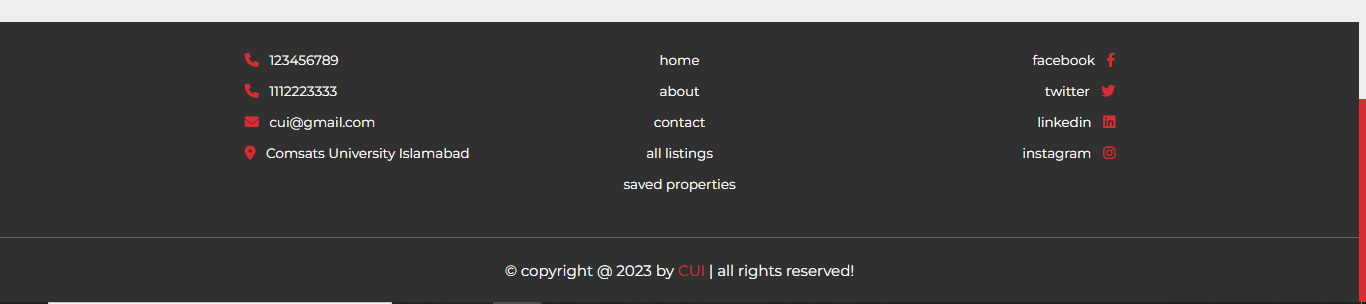 123456789
1112223333
cui@gmail.com
Comsats University Islamabad
home
about
contact
all listings
saved properties
facebook
twitter
linkedin
instagram
© copyright @ 2023 by CUI | all rights reserved!